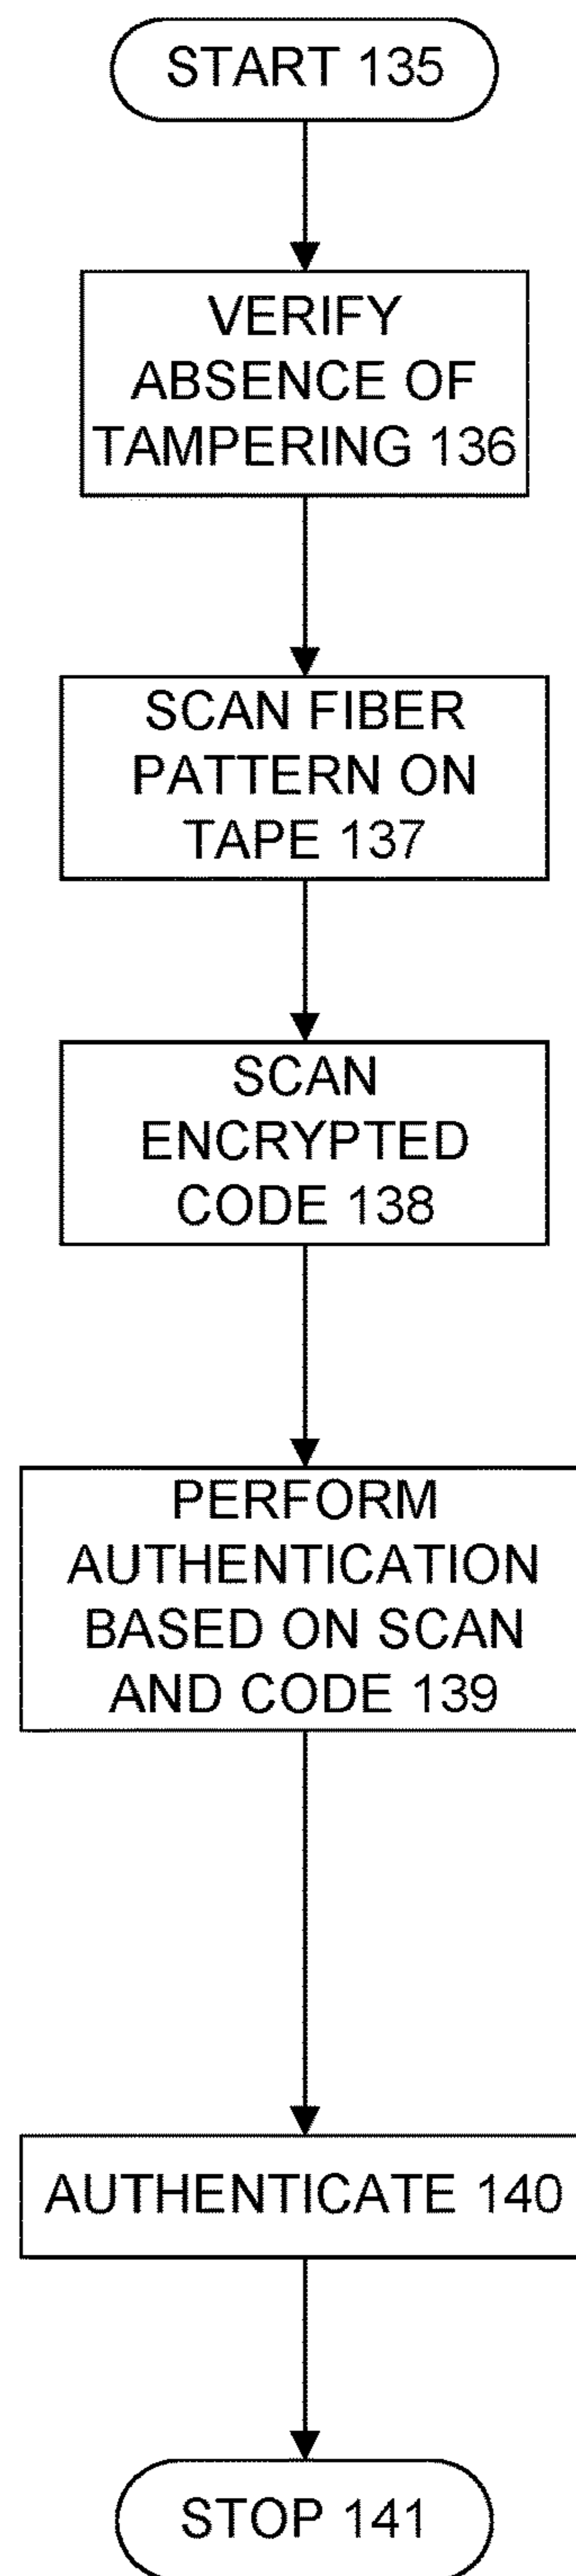 START 135
VERIFY
ABSENCE OF
TAMPERING 136
SCAN FIBER
PATTERN ON
TAPE 137
SCAN
ENCRYPTED
CODE 138
PERFORM
AUTHENTICATION
BASED ON SCAN
AND CODE 139
AUTHENTICATE 140
STOP 141